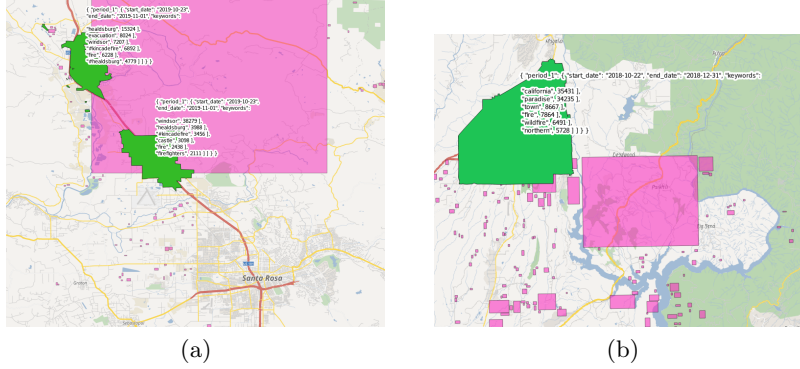 { "period_1": { "start_date": "2019-10-23",
end_date": "2019-11-01", "keywords":
"healdsburg", 15324 ],
"evacuation", 8024 ],
"windsor", 7207 ],
"#kincadefire", 6892 ],
"fire", 6228 ],
"#healdsburg", 4779 ] ] } }
{ "period_1": { "start_date": "2019-10-23",
end_date": "2019-11-01", "keywords":
"windsor", 38279 ],
"healdsburg", 3988 ],
"#kincadefire", 3456 ],
"castle", 3098 ],
"fire", 2438 ],
"firefighters", 2111 ] ] } }
Santa Rosa
(a)
{ "period_1": { "start_date": "2018-10-22", "end_date": "2018-12-31", "keywords":
"california", 35431 ],
"paradise", 34235 ],
"town", 8667 ],
"fire", 7864 ],
"wildfire", 6491 ],
"northern", 5728 ] ] } }
(b)